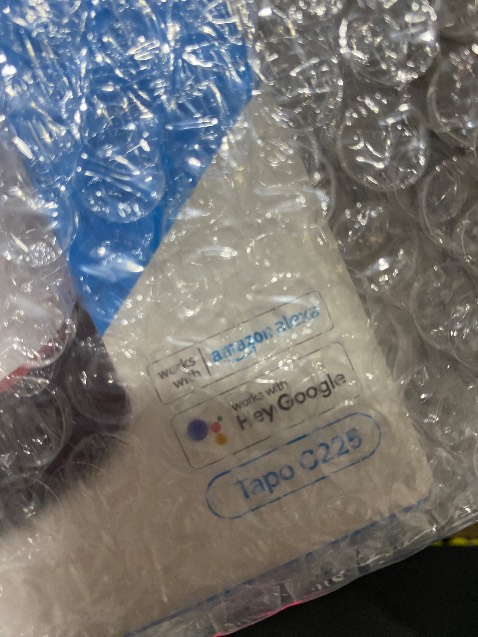 works with amazon alexa
works with
Hey Google
Tapo C225